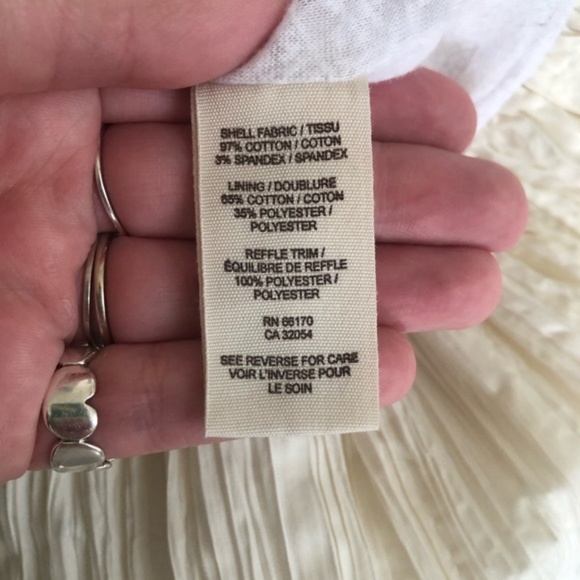 SHELL FABRIC / TISSU
97% COTTON / COTON
3% SPANDEX / SPANDEX
LINING / DOUBLURE
65% COTTON / COTON
35% POLYESTER /
POLYESTER
REFFLE TRIM /
ÉQUILIBRE DE REFFLE
100% POLYESTER /
POLYESTER
RN 66170
CA 32054
SEE REVERSE FOR CARE
VOIR L'INVERSE POUR
LE SOIN